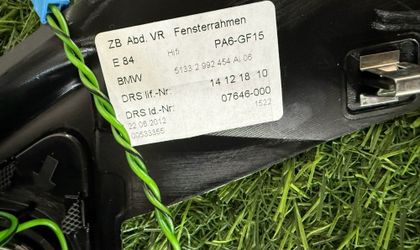 ZB Abd. VR Fensterrahmen
E 84 Hifi PA6-GF15
BMW 5133 2 992 454 AI 06
DRS lif.-Nr: 14 12 18 10
DRS Id.-Nr: 07646-000
22.06.2012 1522
00533355